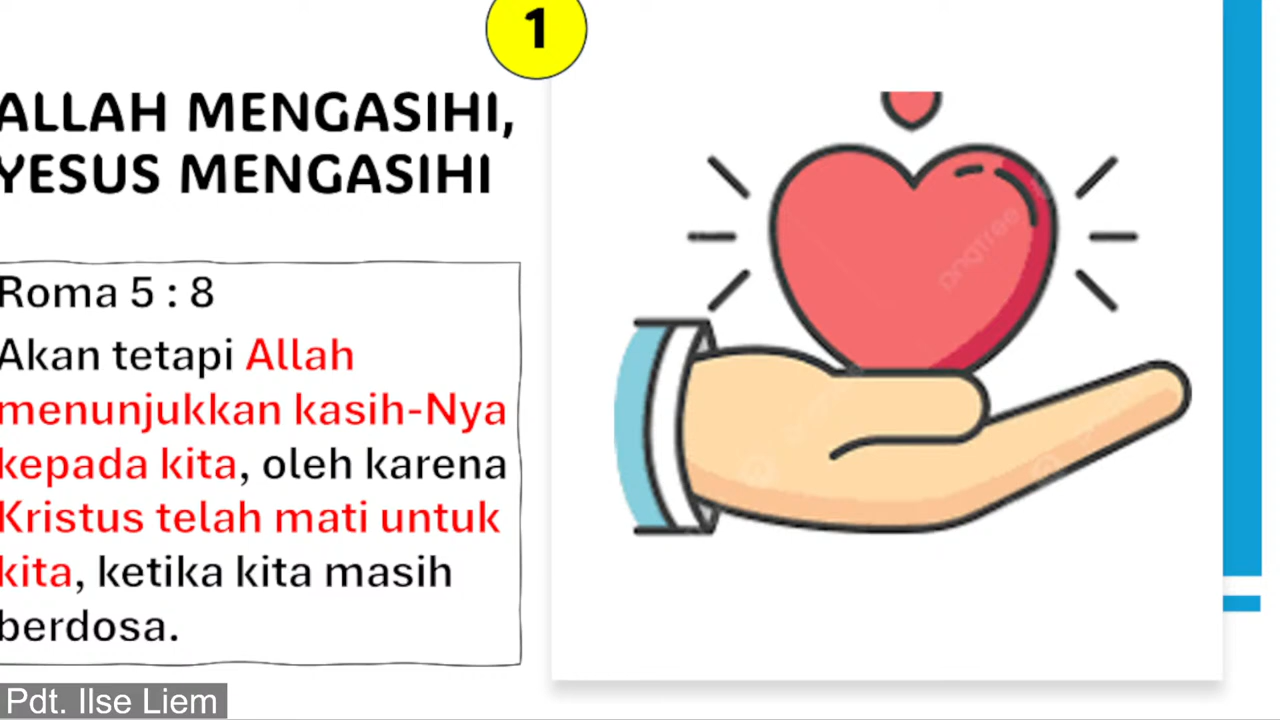 1
ALLAH MENGASIHI,
YESUS MENGASIHI
Roma 5 : 8
Akan tetapi Allah
menunjukkan kasih-Nya
kepada kita, oleh karena
Kristus telah mati untuk
kita, ketika kita masih
berdosa.
pngtree
Pdt. Ilse Liem